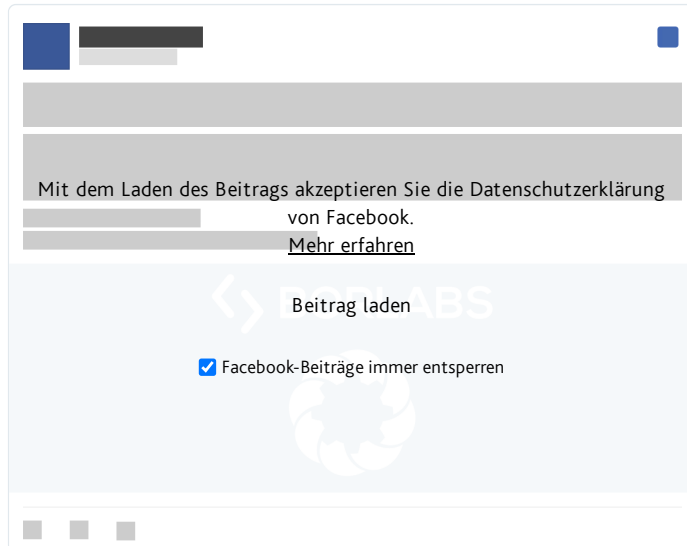 Mit dem Laden des Beitrags akzeptieren Sie die Datenschutzerklärung
von Facebook.
Mehr erfahren
BORLABS
Beitrag laden
Facebook-Beiträge immer entsperren